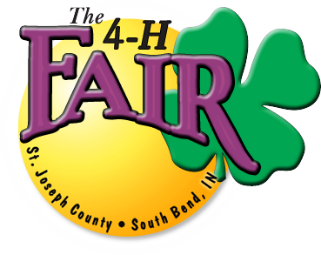 The
4-H
FAIR
St. Joseph County • South Bend, IN